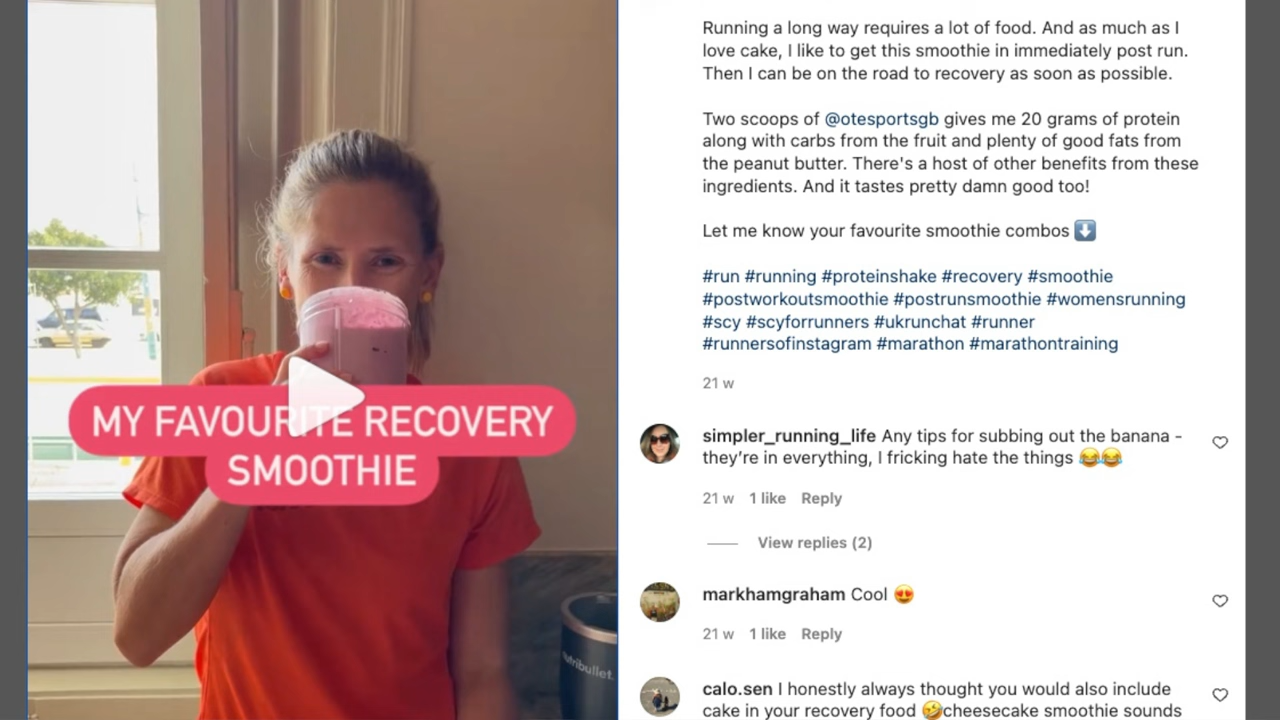 MY FAVOURITE RECOVERY
SMOOTHIE
nutribullet.
Running a long way requires a lot of food. And as much as I
love cake, I like to get this smoothie in immediately post run.
Then I can be on the road to recovery as soon as possible.
Two scoops of @otesportsgb gives me 20 grams of protein
along with carbs from the fruit and plenty of good fats from
the peanut butter. There's a host of other benefits from these
ingredients. And it tastes pretty damn good too!
Let me know your favourite smoothie combos ⬇️
#run #running #proteinshake #recovery #smoothie
#postworkoutsmoothie #postrunsmoothie #womensrunning
#scy #scyforrunners #ukrunchat #runner
#runnersofinstagram #marathon #marathontraining
21 w
simpler_running_life Any tips for subbing out the banana -
they’re in everything, I fricking hate the things 😂😂
21 w 1 like Reply
View replies (2)
markhamgraham Cool 😍
21 w 1 like Reply
calo.sen I honestly always thought you would also include
cake in your recovery food 🤣cheesecake smoothie sounds